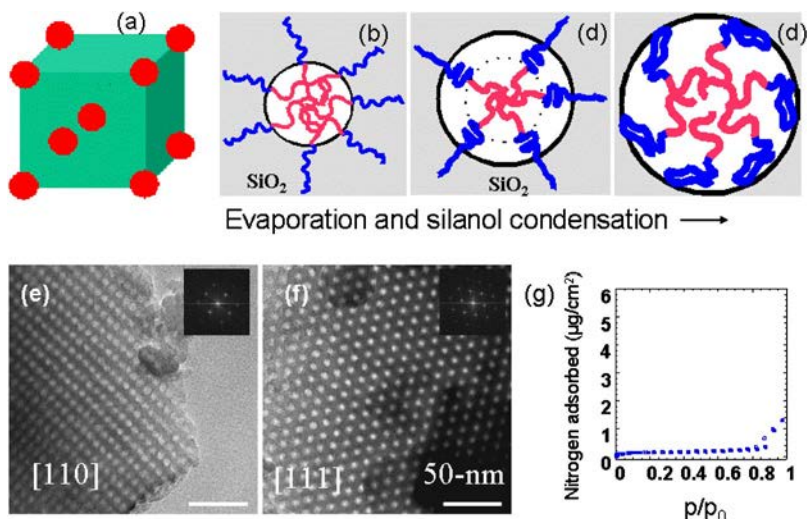 (a)
(b)
(d)
(d)
SiO2
SiO2
Evaporation and silanol condensation →
(e)
(f)
(g)
[110]
[111]
50-nm
Nitrogen adsorbed (µg/cm²)
6
5
4
3
2
1
0
0 0.2 0.4 0.6 0.8 1
p/p0